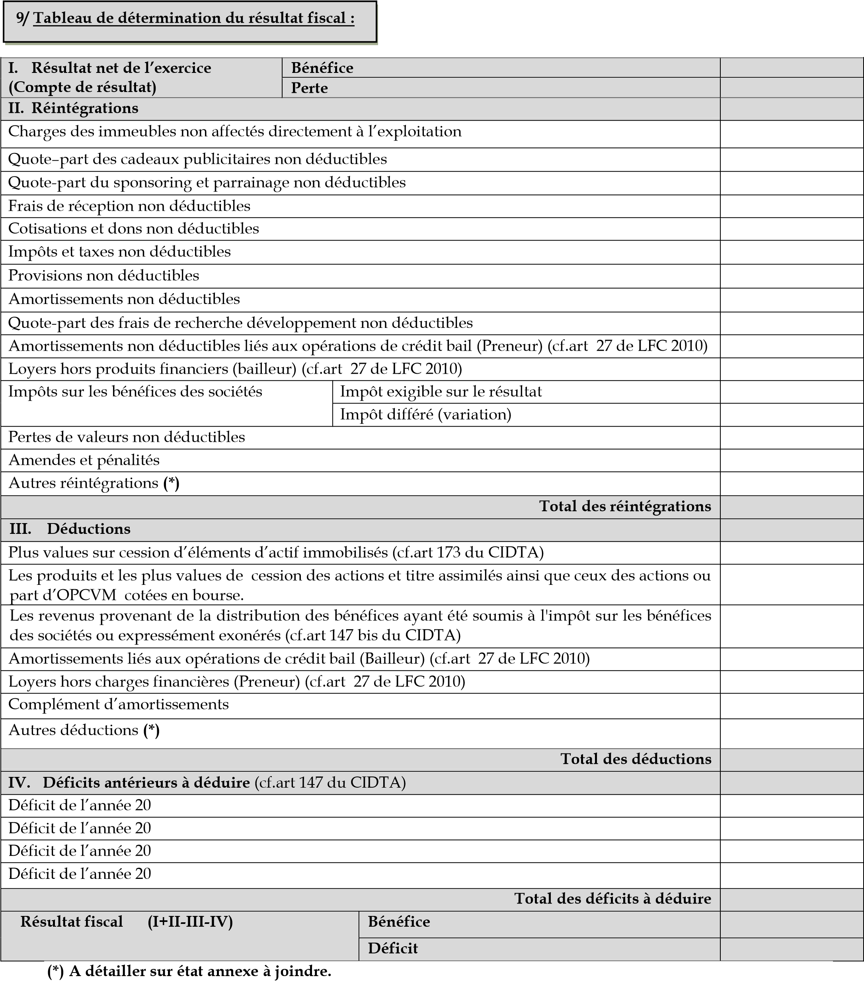 9/ Tableau de détermination du résultat fiscal :
I. Résultat net de l’exercice
(Compte de résultat)
Bénéfice
Perte
II. Réintégrations
Charges des immeubles non affectés directement à l’exploitation
Quote–part des cadeaux publicitaires non déductibles
Quote-part du sponsoring et parrainage non déductibles
Frais de réception non déductibles
Cotisations et dons non déductibles
Impôts et taxes non déductibles
Provisions non déductibles
Amortissements non déductibles
Quote-part des frais de recherche développement non déductibles
Amortissements non déductibles liés aux opérations de crédit bail (Preneur) (cf.art 27 de LFC 2010)
Loyers hors produits financiers (bailleur) (cf.art 27 de LFC 2010)
Impôts sur les bénéfices des sociétés
Impôt exigible sur le résultat
Impôt différé (variation)
Pertes de valeurs non déductibles
Amendes et pénalités
Autres réintégrations (*)
Total des réintégrations
III. Déductions
Plus values sur cession d’éléments d’actif immobilisés (cf.art 173 du CIDTA)
Les produits et les plus values de cession des actions et titre assimilés ainsi que ceux des actions ou
part d’OPCVM cotées en bourse.
Les revenus provenant de la distribution des bénéfices ayant été soumis à l'impôt sur les bénéfices
des sociétés ou expressément exonérés (cf.art 147 bis du CIDTA)
Amortissements liés aux opérations de crédit bail (Bailleur) (cf.art 27 de LFC 2010)
Loyers hors charges financières (Preneur) (cf.art 27 de LFC 2010)
Complément d’amortissements
Autres déductions (*)
Total des déductions
IV. Déficits antérieurs à déduire (cf.art 147 du CIDTA)
Déficit de l’année 20
Déficit de l’année 20
Déficit de l’année 20
Déficit de l’année 20
Total des déficits à déduire
Résultat fiscal (I+II-III-IV)
Bénéfice
Déficit
(*) A détailler sur état annexe à joindre.